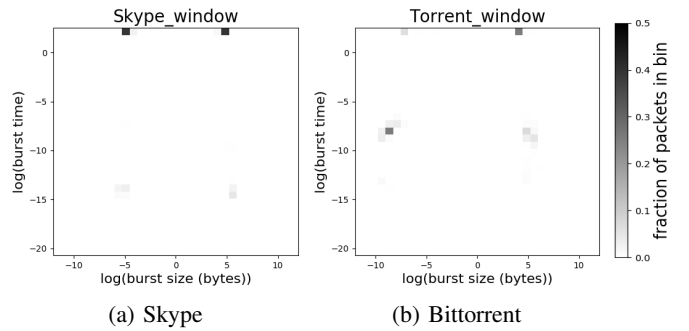 Skype_window
Torrent_window
0
−5
−10
−15
−20
log(burst time)
−10
−5
0
5
10
log(burst size (bytes))
0
−5
−10
−15
−20
log(burst time)
−10
−5
0
5
10
log(burst size (bytes))
0.5
0.4
0.3
0.2
0.1
0.0
fraction of packets in bin
(a) Skype
(b) Bittorrent